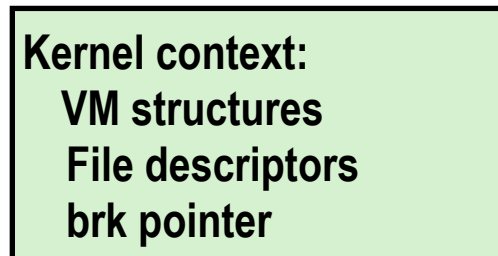 Kernel context:
VM structures
File descriptors
brk pointer